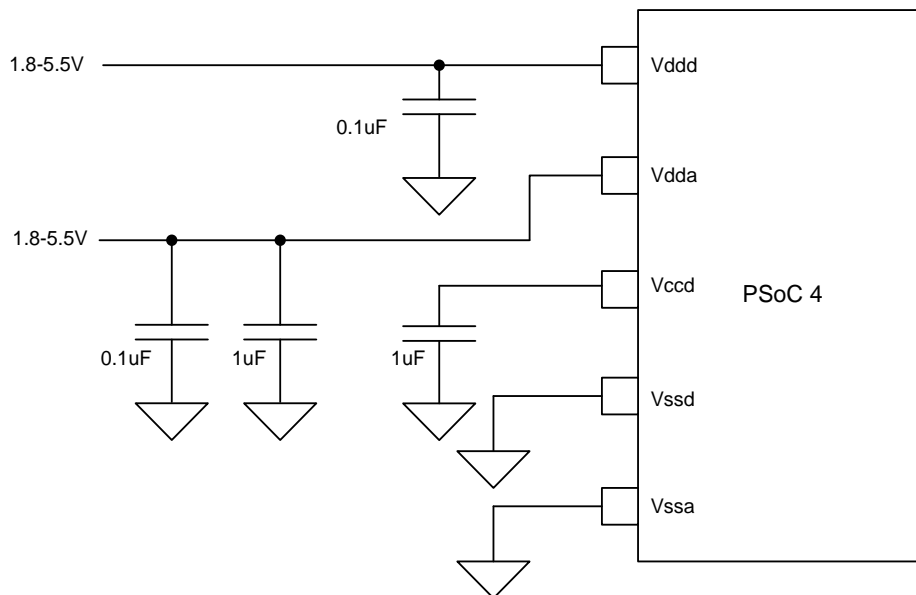 1.8-5.5V
Vddd
0.1uF
Vdda
1.8-5.5V
Vccd
PSoC 4
0.1uF
1uF
1uF
Vssd
Vssa